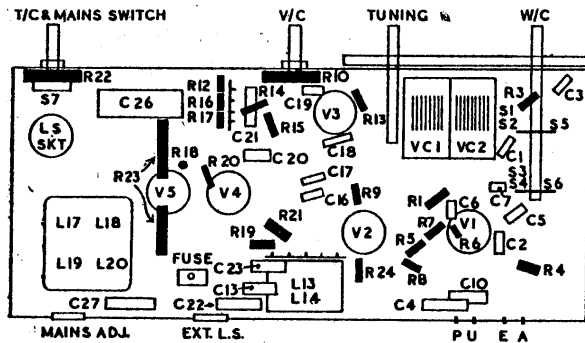 T/C & MAINS SWITCH V/C TUNING W/C
R22 R12 R10 R3 C3
S7 C26 R16 R14 C19 S1
R17 V3 R13 VC1 VC2 S2 S5
L.S SKT. C21 R15 C18 C1
R18 R20 C20 S3
R23 V5 V4 C17 C16 R9 S4 S6
C7
R1 C6 C5
L17 L18 R21 V2 R7 V1
L19 L20 R19 R5 R6 C2
FUSE C23 L13 R24 R8 R4
C13 L14 C10
C27 C22 C4
MAINS ADJ. EXT. L.S. P U E A